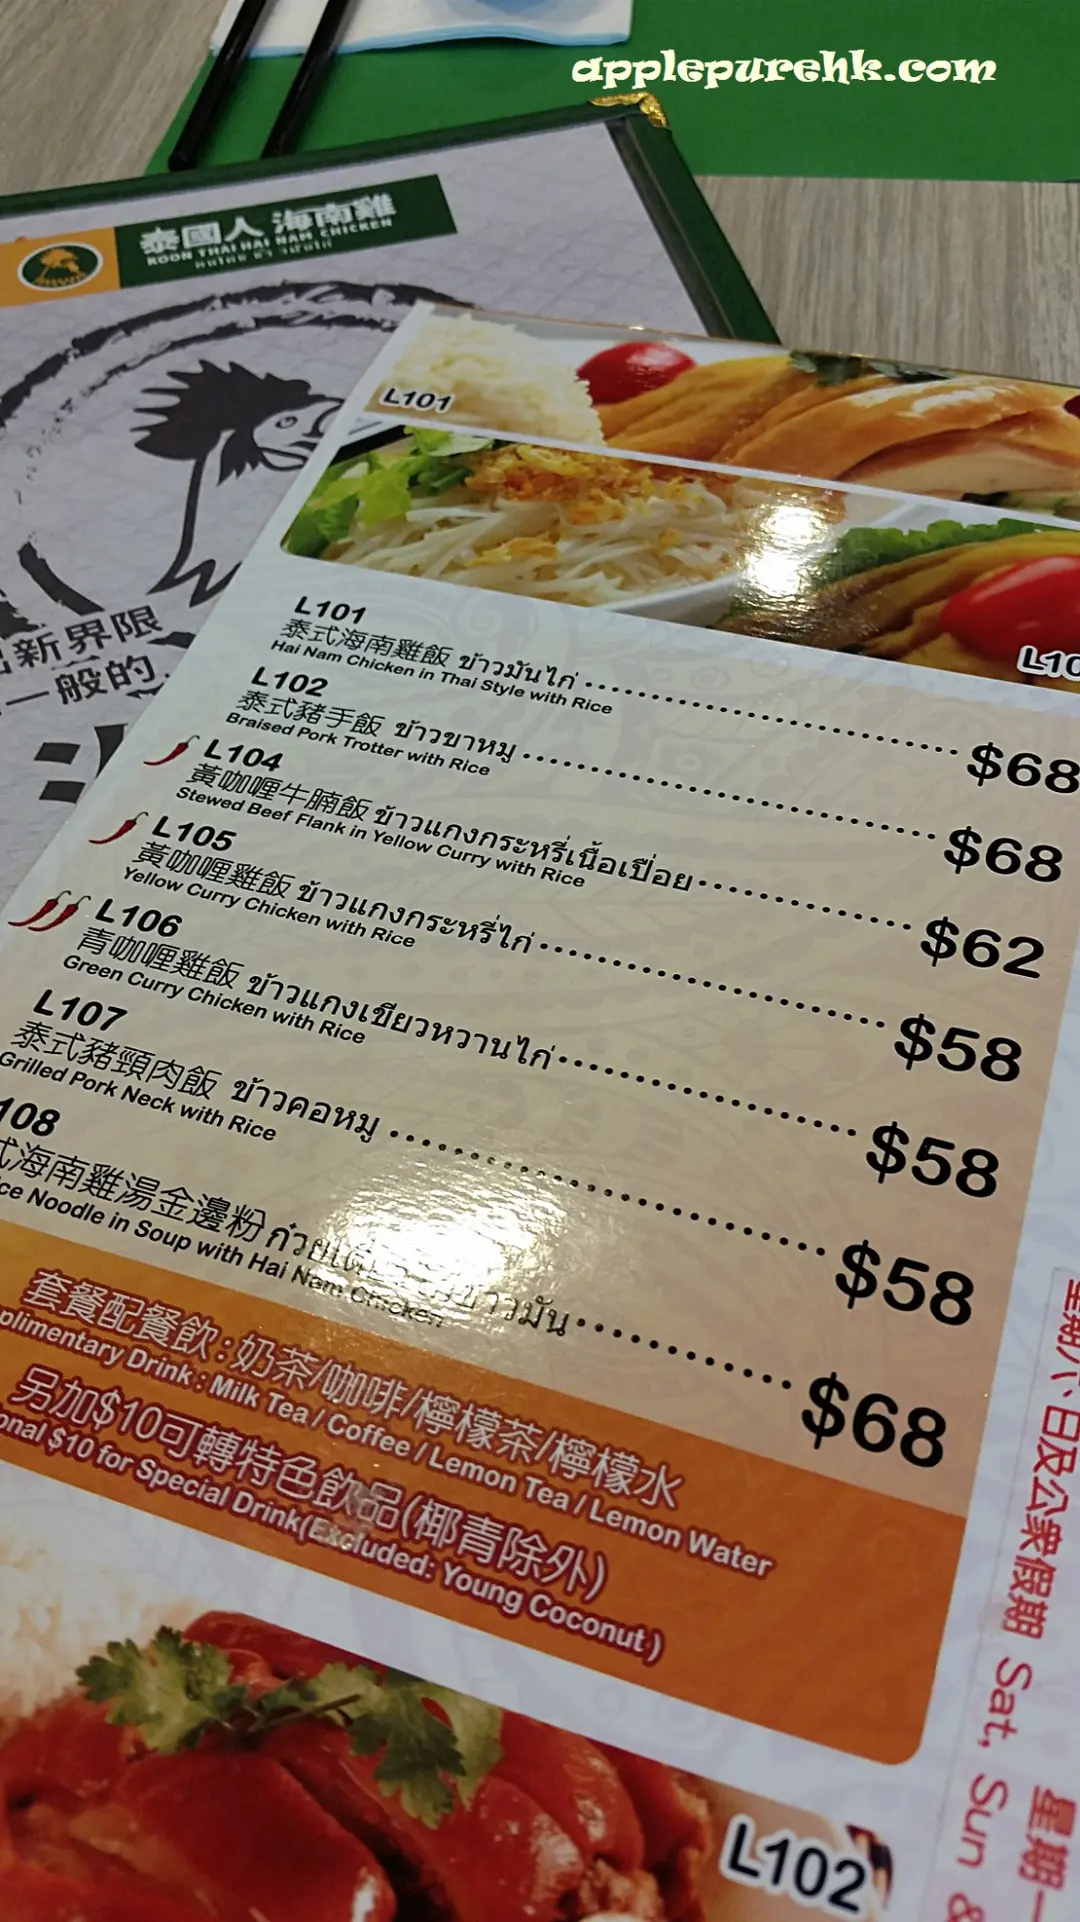 applepurehk.com
泰國人 海南雞
KOON THAI HAI NAM CHICKEN
L101
L10
新界限
一般的
L101
泰式海南雞飯 ข้าวมันไก่ $68
Hai Nam Chicken in Thai Style with Rice
L102
泰式豬手飯 ข้าวขาหมู $68
Braised Pork Trotter with Rice
L104
黃咖喱牛腩飯 ข้าวแกงกระหรี่เนื้อเปื่อย $62
Stewed Beef Flank in Yellow Curry with Rice
L105
黃咖喱雞飯 ข้าวแกงกระหรี่ไก่ $58
Yellow Curry Chicken with Rice
L106
青咖喱雞飯 ข้าวแกงเขียวหวานไก่ $58
Green Curry Chicken with Rice
L107
泰式豬頸肉飯 ข้าวคอหมู $58
Grilled Pork Neck with Rice
108
式海南雞湯金邊粉 $68
ce Noodle in Soup with Hai Nam Chicken
套餐配餐飲 : 奶茶/咖啡/檸檬茶/檸檬水
plimentary Drink : Milk Tea / Coffee / Lemon Tea / Lemon Water
另加$10可轉特色飲品(椰青除外)
onal $10 for Special Drink(Excluded: Young Coconut )
L102
星期六、日及公眾假期 Sat, Sun &
星期一